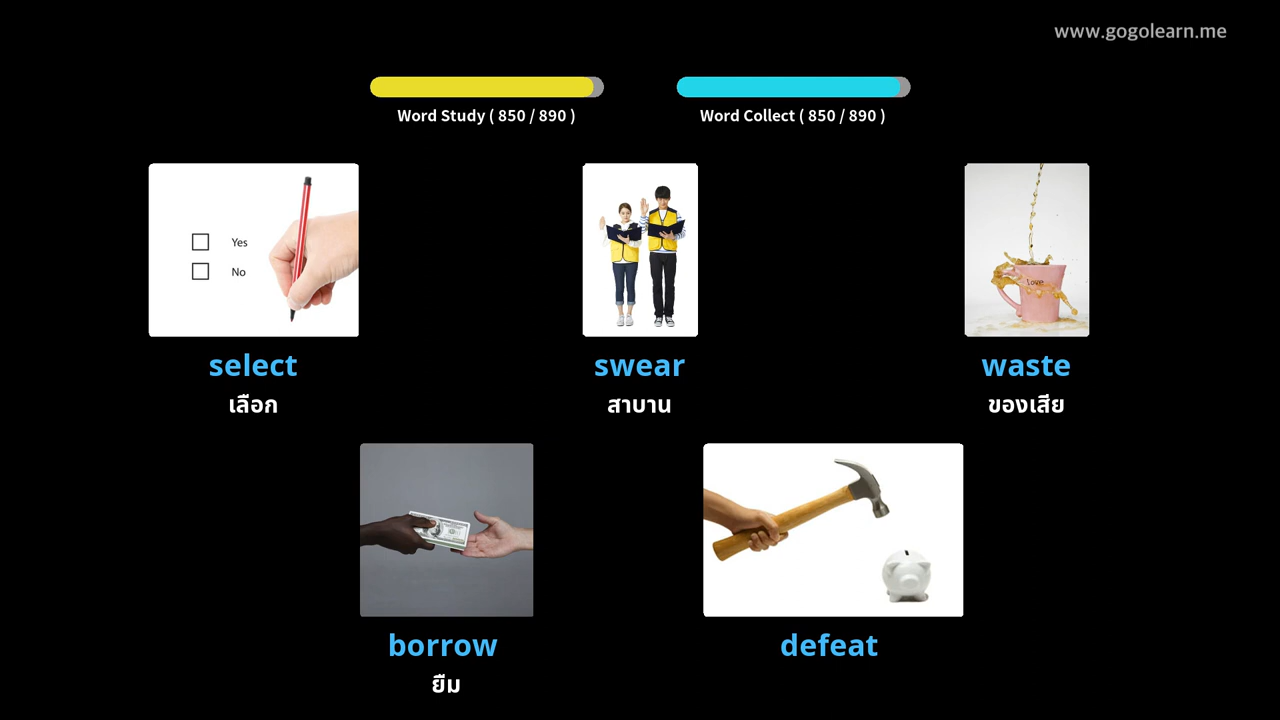 www.gogolearn.me
Word Study ( 850 / 890 )
Word Collect ( 850 / 890 )
Yes
No
Love
select
swear
waste
เลือก
สาบาน
ของเสีย
borrow
defeat
ยืม